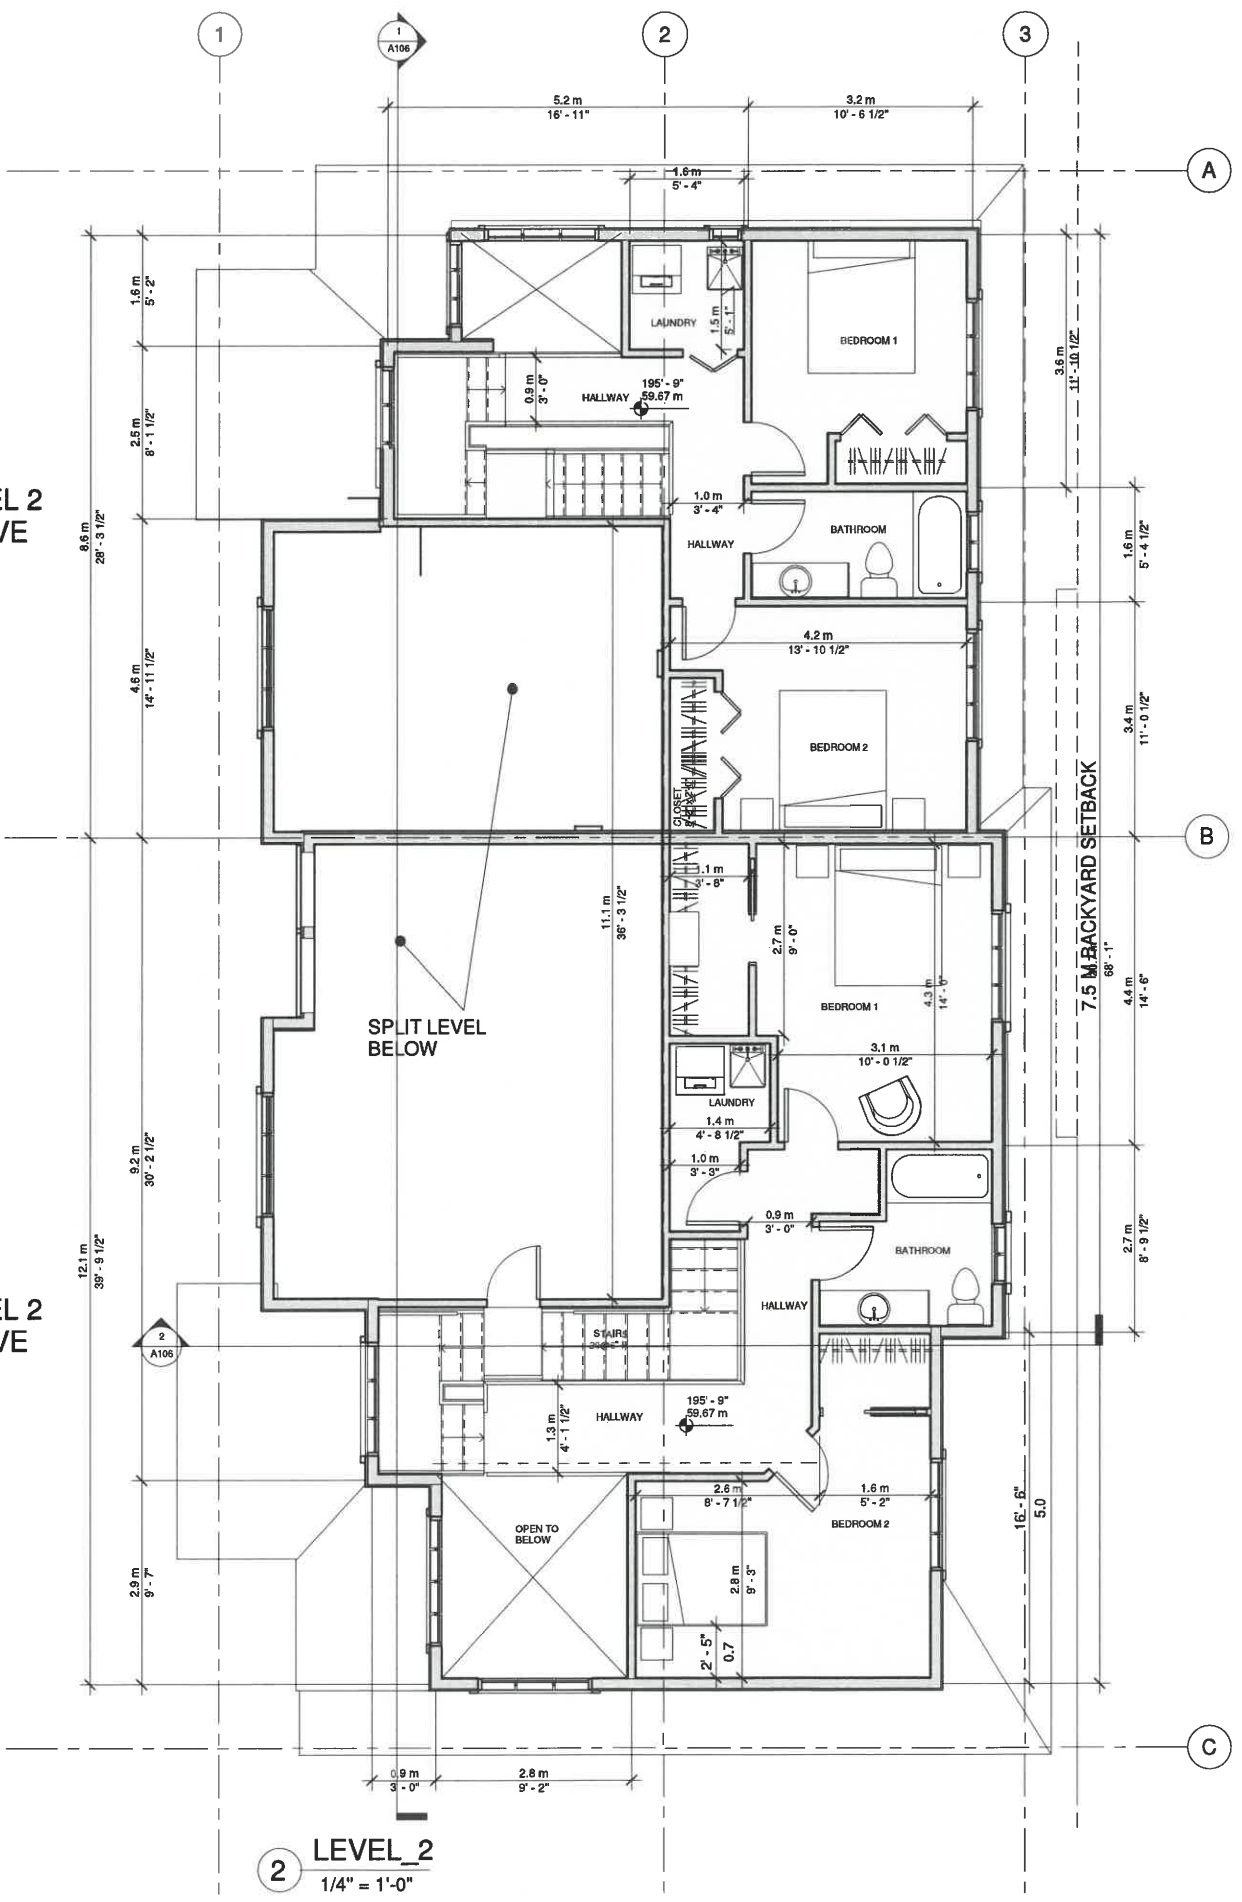 1
1
A106
2
3
5.2 m
16' - 11"
3.2 m
10' - 6 1/2"
A
1.6 m
5' - 4"
1.6 m
5' - 2"
LAUNDRY
1.5 m
5' - 1"
BEDROOM 1
3.6 m
11' - 10 1/2"
0.9 m
3' - 0"
HALLWAY
195' - 9"
59.67 m
2.5 m
8' - 1 1/2"
EL 2
VE
8.6 m
28' - 3 1/2"
1.0 m
3' - 4"
HALLWAY
BATHROOM
1.6 m
5' - 4 1/2"
4.2 m
13' - 10 1/2"
4.6 m
14' - 11 1/2"
BEDROOM 2
3.4 m
11' - 0 1/2"
CLOSET
7.5 M BACKYARD SETBACK
68' - 1"
B
1.1 m
3' - 8"
11.1 m
36' - 3 1/2"
2.7 m
9' - 0"
4.3 m
14' - 0"
BEDROOM 1
4.4 m
14' - 6"
SPLIT LEVEL
BELOW
3.1 m
10' - 0 1/2"
LAUNDRY
1.4 m
4' - 8 1/2"
1.0 m
3' - 3"
9.2 m
30' - 2 1/2"
0.9 m
3' - 0"
BATHROOM
2.7 m
8' - 9 1/2"
12.1 m
39' - 9 1/2"
EL 2
VE
HALLWAY
2
A106
STAIRS
195' - 9"
59.67 m
HALLWAY
1.3 m
4' - 1 1/2"
2.6 m
8' - 7 1/2"
1.6 m
5' - 2"
BEDROOM 2
16' - 6"
5.0
OPEN TO
BELOW
2.9 m
9' - 7"
2.8 m
9' - 3"
2' - 5"
0.7
C
0.9 m
3' - 0"
2.8 m
9' - 2"
2
LEVEL_2
1/4" = 1'-0"